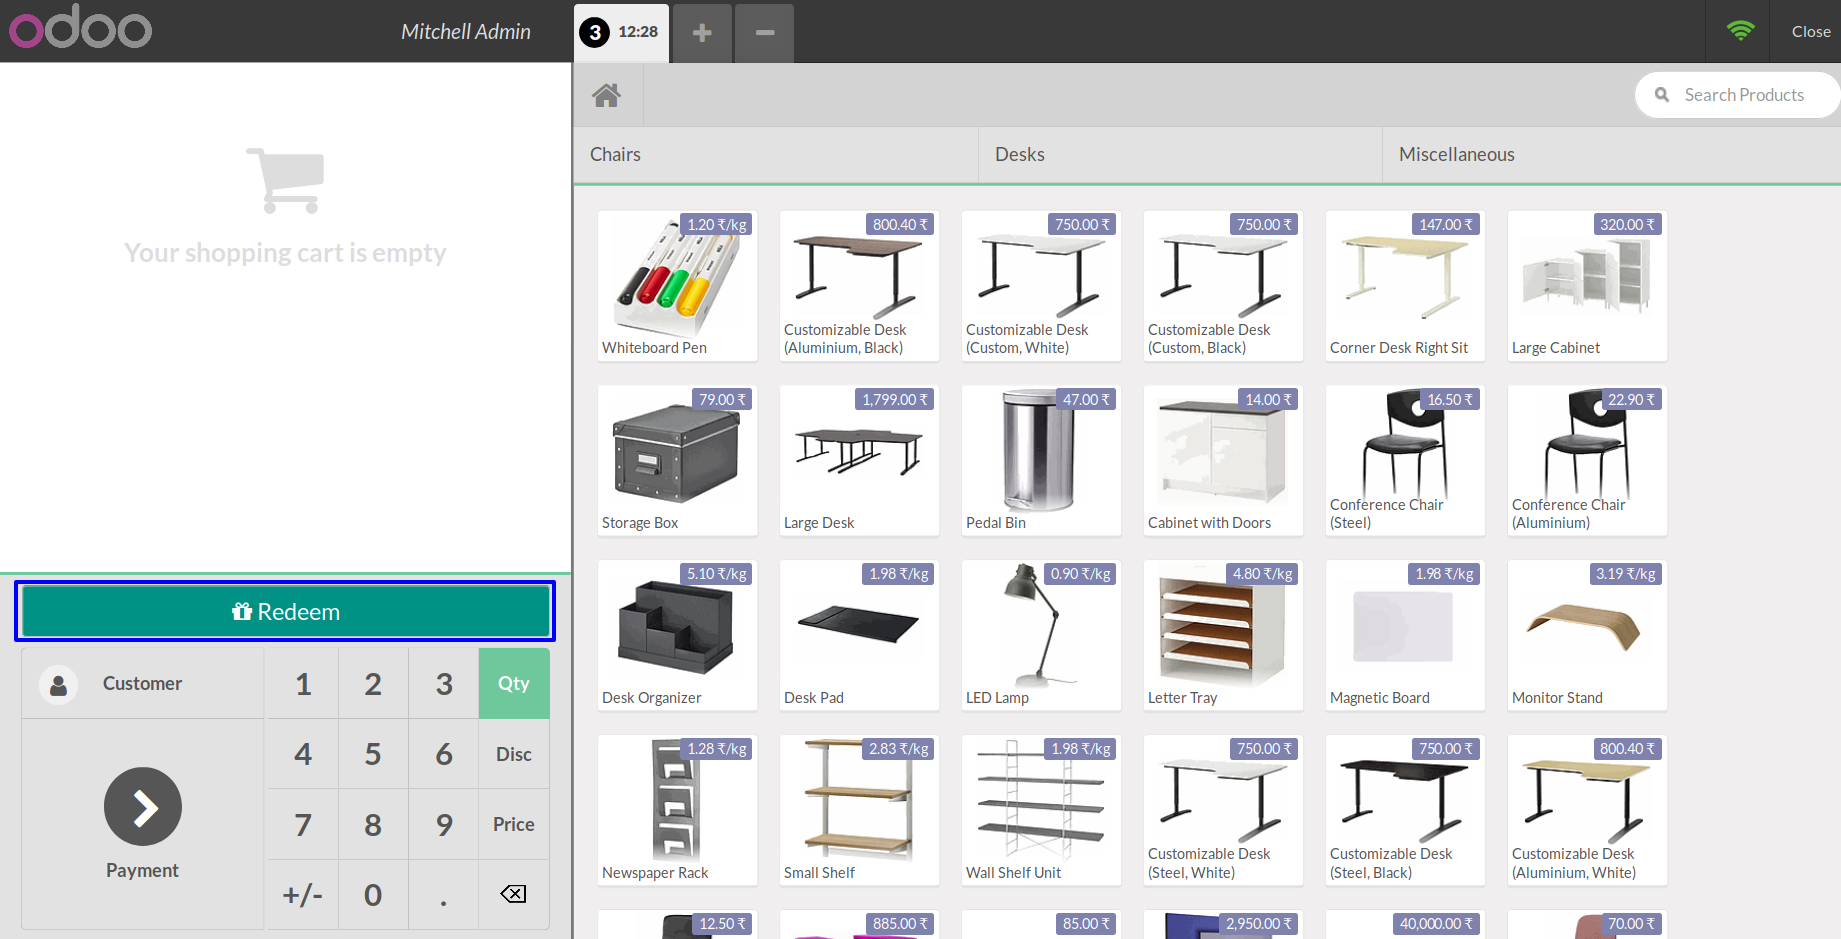 odoo
Mitchell Admin
3 12:28
Close
Search Products
Chairs
Desks
Miscellaneous
Your shopping cart is empty
1.20 ₹/kg
Whiteboard Pen
800.40 ₹
Customizable Desk
(Aluminium, Black)
750.00 ₹
Customizable Desk
(Custom, White)
750.00 ₹
Customizable Desk
(Custom, Black)
147.00 ₹
Corner Desk Right Sit
320.00 ₹
Large Cabinet
79.00 ₹
Storage Box
1,799.00 ₹
Large Desk
47.00 ₹
Pedal Bin
14.00 ₹
Cabinet with Doors
16.50 ₹
Conference Chair
(Steel)
22.90 ₹
Conference Chair
(Aluminium)
5.10 ₹/kg
Desk Organizer
1.98 ₹/kg
Desk Pad
0.90 ₹/kg
LED Lamp
4.80 ₹/kg
Letter Tray
1.98 ₹/kg
Magnetic Board
3.19 ₹/kg
Monitor Stand
1.28 ₹/kg
Newspaper Rack
2.83 ₹/kg
Small Shelf
1.98 ₹/kg
Wall Shelf Unit
750.00 ₹
Customizable Desk
(Steel, White)
750.00 ₹
Customizable Desk
(Steel, Black)
800.40 ₹
Customizable Desk
(Aluminium, White)
12.50 ₹
885.00 ₹
85.00 ₹
2,950.00 ₹
40,000.00 ₹
70.00 ₹
Redeem
Customer
Payment
1 2 3 Qty
4 5 6 Disc
7 8 9 Price
+/- 0 .